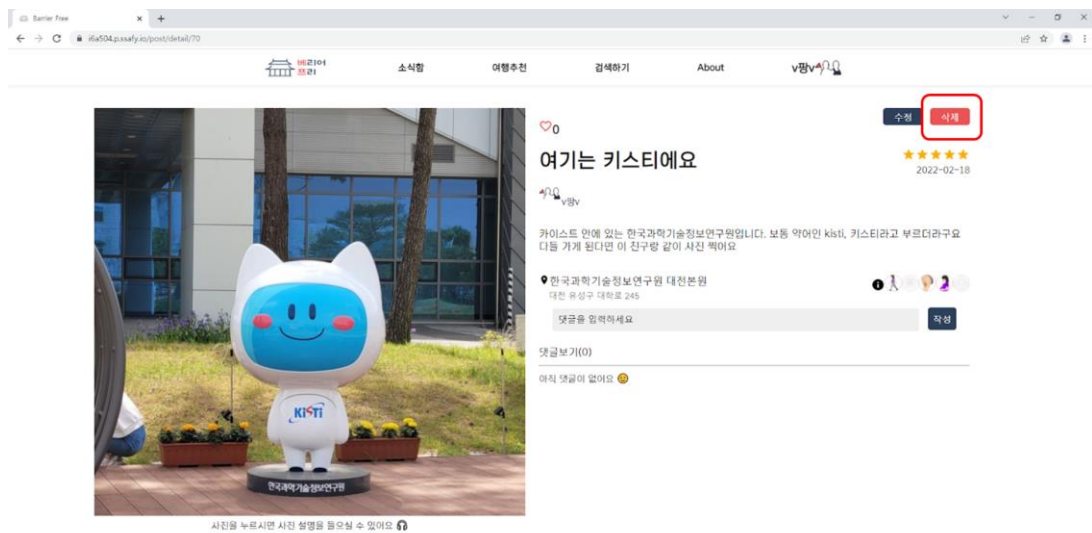 Barrier Free
i6a504.p.ssafy.io/post/detail/70
베리어
프리
소식함
여행추천
검색하기
About
v팡v
0
수정
삭제
여기는 키스티에요
2022-02-18
v팡v
카이스트 안에 있는 한국과학기술정보연구원입니다. 보통 약어인 kisti, 키스티라고 부르더라구요
다들 가게 된다면 이 친구랑 같이 사진 찍어요
한국과학기술정보연구원 대전본원
대전 유성구 대학로 245
댓글을 입력하세요
작성
댓글보기(0)
아직 댓글이 없어요
KiSTi
한국과학기술정보연구원
사진을 누르시면 사진 설명을 들으실 수 있어요